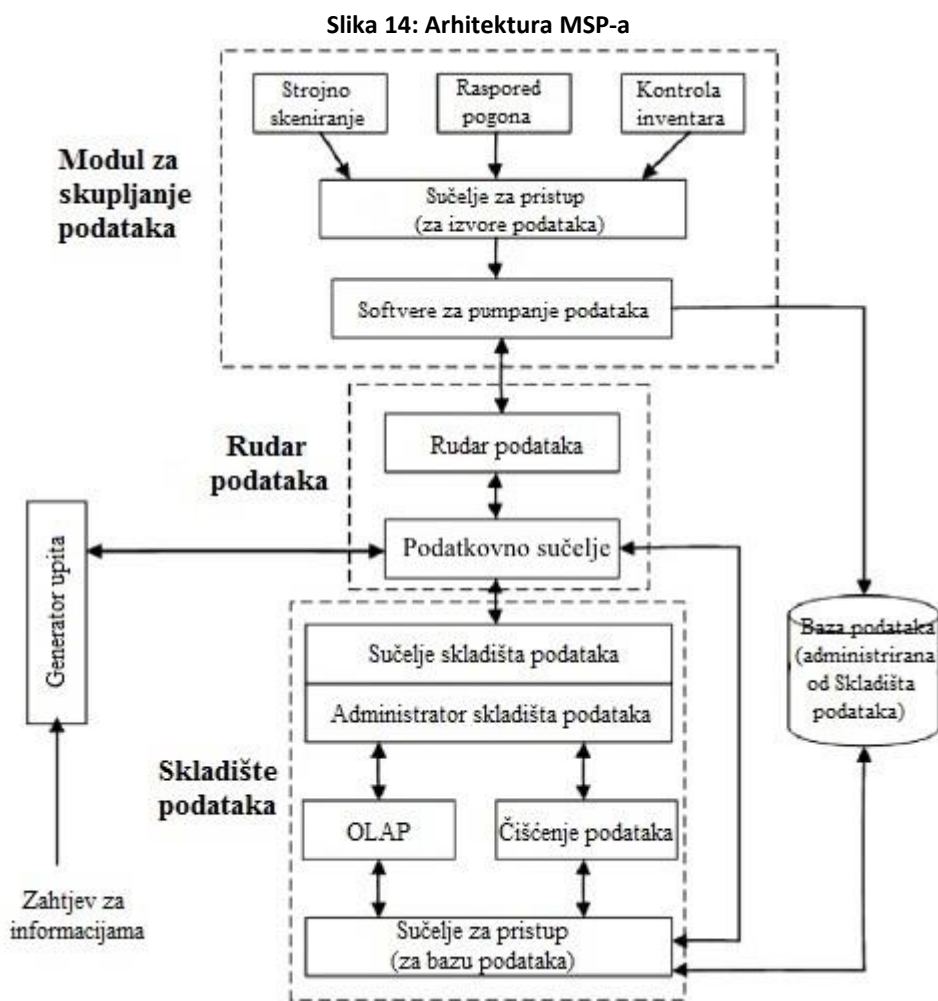 Slika 14: Arhitektura MSP-a
Strojno
skeniranje
Raspored
pogona
Kontrola
inventara
Modul za
skupljanje
podataka
Sučelje za pristup
(za izvore podataka)
Softvere za pumpanje podataka
Rudar
podataka
Rudar podataka
Podatkovno sučelje
Generator upita
Baza podataka
(administrirana
od Skladišta
podataka)
Sučelje skladišta podataka
Administrator skladišta podataka
Skladište
podataka
OLAP
Čišćenje podataka
Zahtjev za
informacijama
Sučelje za pristup
(za bazu podataka)